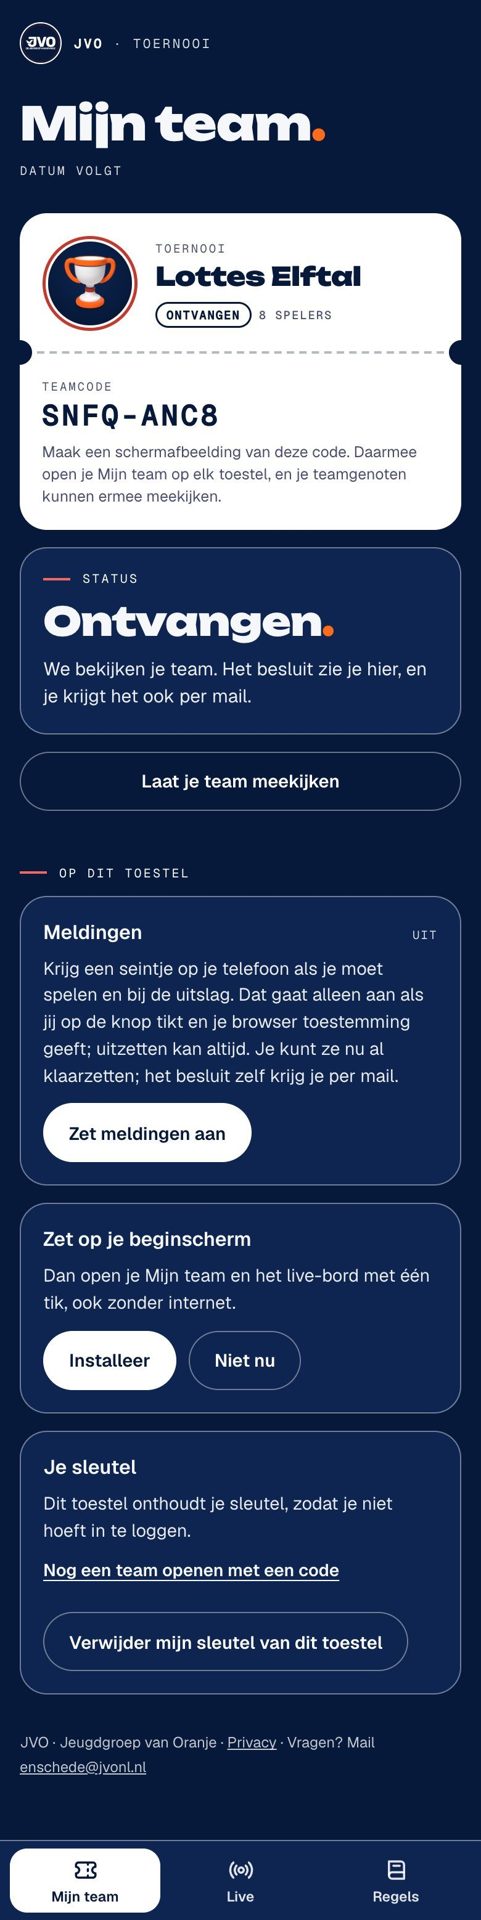 JVO
JVO · TOERNOOI
Mijn team.
DATUM VOLGT
TOERNOOI
Lottes Elftal
ONTVANGEN 8 SPELERS
TEAMCODE
SNFQ-ANC8
Maak een schermafbeelding van deze code. Daarmee
open je Mijn team op elk toestel, en je teamgenoten
kunnen ermee meekijken.
STATUS
Ontvangen.
We bekijken je team. Het besluit zie je hier, en
je krijgt het ook per mail.
Laat je team meekijken
OP DIT TOESTEL
Meldingen UIT
Krijg een seintje op je telefoon als je moet
spelen en bij de uitslag. Dat gaat alleen aan als
jij op de knop tikt en je browser toestemming
geeft; uitzetten kan altijd. Je kunt ze nu al
klaarzetten; het besluit zelf krijg je per mail.
Zet meldingen aan
Zet op je beginscherm
Dan open je Mijn team en het live-bord met één
tik, ook zonder internet.
Installeer Niet nu
Je sleutel
Dit toestel onthoudt je sleutel, zodat je niet
hoeft in te loggen.
Nog een team openen met een code
Verwijder mijn sleutel van dit toestel
JVO · Jeugdgroep van Oranje · Privacy · Vragen? Mail
enschede@jvonl.nl
Mijn team Live Regels